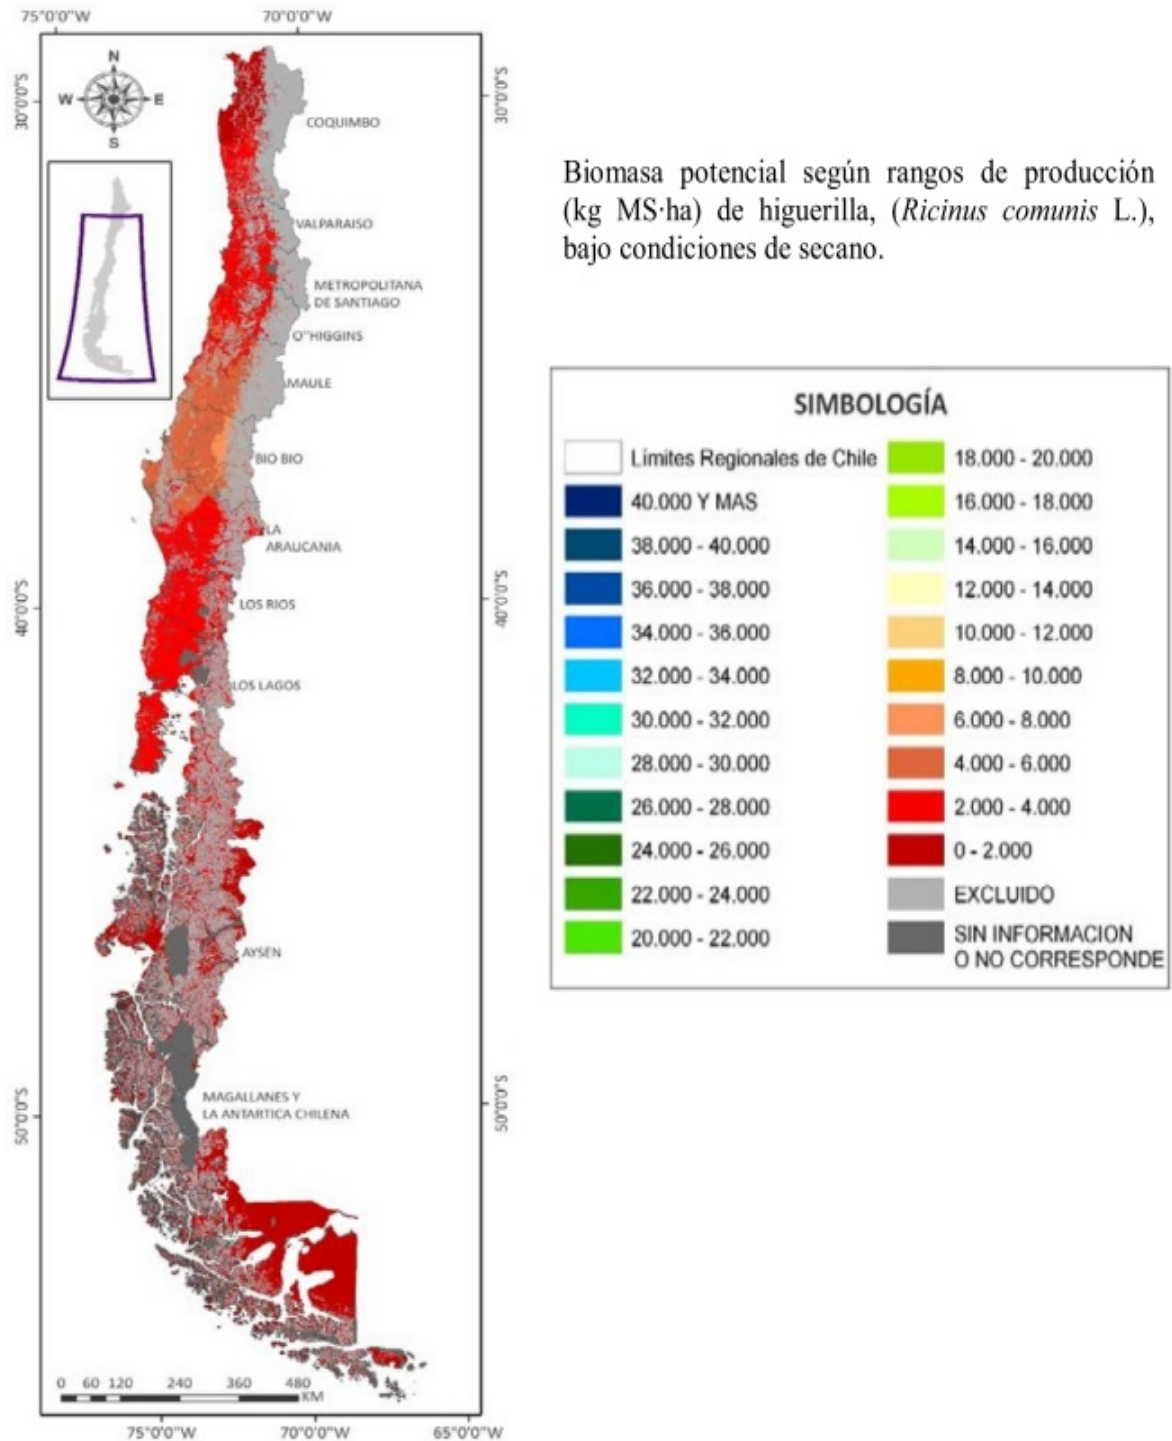 75°0'0"W
70°0'0"W
30°0'0"S
30°0'0"S
N
W
E
S
COQUIMBO
VALPARAISO
METROPOLITANA
DE SANTIAGO
O"HIGGINS
MAULE
BIO BIO
LA
ARAUCANIA
40°0'0"S
40°0'0"S
LOS RIOS
LOS LAGOS
AYSEN
MAGALLANES Y
LA ANTARTICA CHILENA
50°0'0"S
50°0'0"S
0 60 120 240 360 480
KM
75°0'0"W
70°0'0"W
65°0'0"W
Biomasa potencial según rangos de producción
(kg MS·ha) de higuerilla, (Ricinus comunis L.),
bajo condiciones de secano.
SIMBOLOGÍA
Límites Regionales de Chile
40.000 Y MAS
38.000 - 40.000
36.000 - 38.000
34.000 - 36.000
32.000 - 34.000
30.000 - 32.000
28.000 - 30.000
26.000 - 28.000
24.000 - 26.000
22.000 - 24.000
20.000 - 22.000
18.000 - 20.000
16.000 - 18.000
14.000 - 16.000
12.000 - 14.000
10.000 - 12.000
8.000 - 10.000
6.000 - 8.000
4.000 - 6.000
2.000 - 4.000
0 - 2.000
EXCLUIDO
SIN INFORMACION
O NO CORRESPONDE